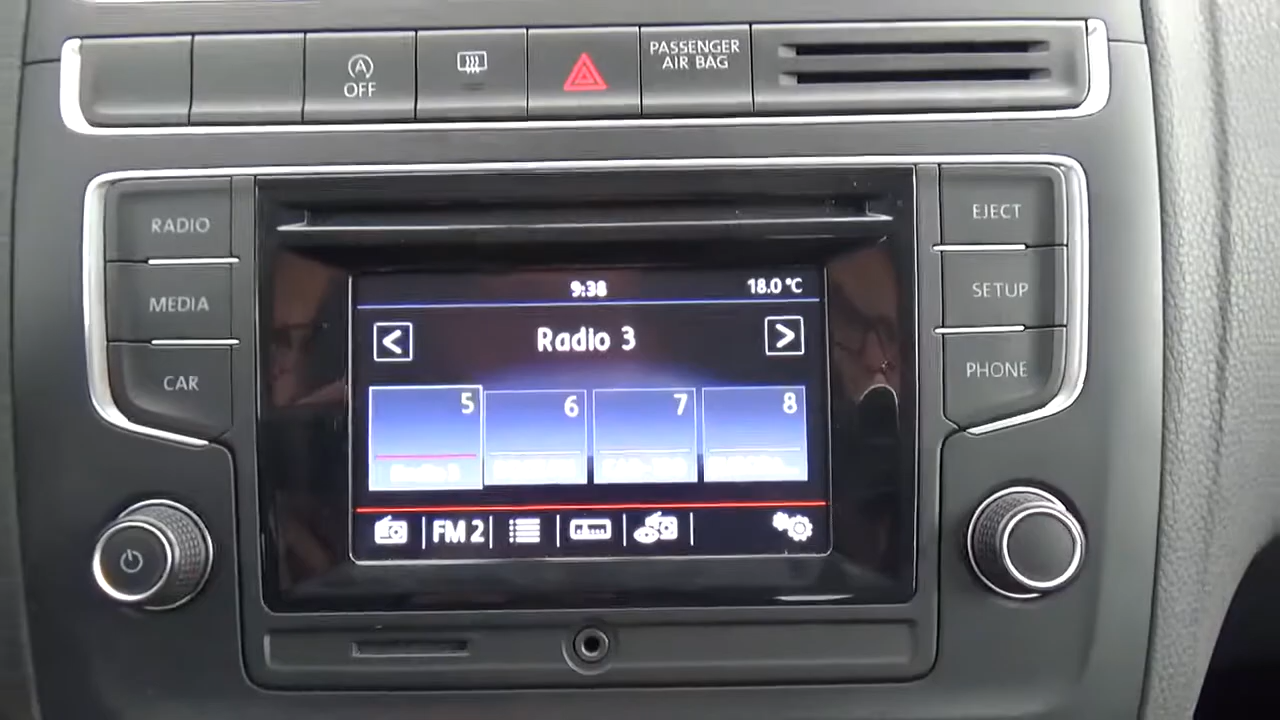 OFF
PASSENGER
AIR BAG
RADIO
MEDIA
CAR
9:38
18.0 °C
<
Radio 3
>
5
6
7
8
FM 2
EJECT
SETUP
PHONE